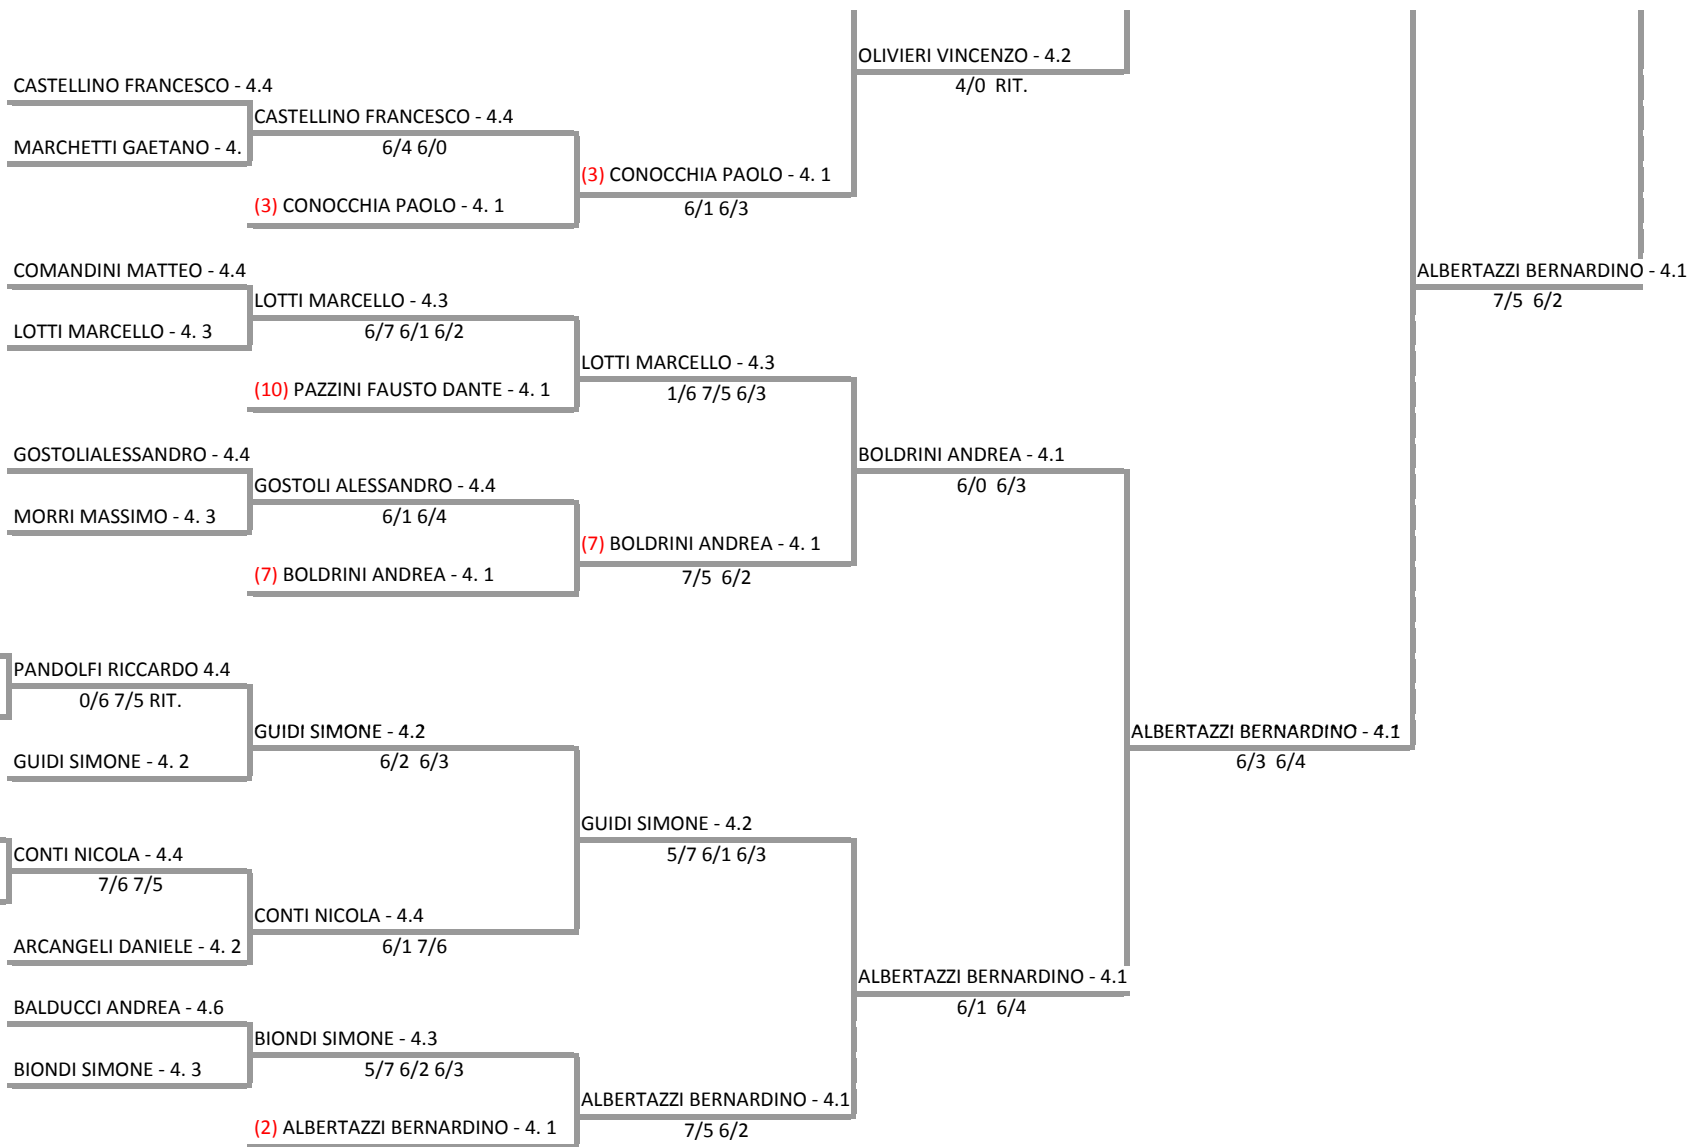 OLIVIERI VINCENZO - 4.2
4/0 RIT.
CASTELLINO FRANCESCO - 4.4
CASTELLINO FRANCESCO - 4.4
MARCHETTI GAETANO - 4.
6/4 6/0
(3) CONOCCHIA PAOLO - 4. 1
(3) CONOCCHIA PAOLO - 4. 1
6/1 6/3
COMANDINI MATTEO - 4.4
ALBERTAZZI BERNARDINO - 4.1
LOTTI MARCELLO - 4.3
7/5 6/2
LOTTI MARCELLO - 4. 3
6/7 6/1 6/2
LOTTI MARCELLO - 4.3
(10) PAZZINI FAUSTO DANTE - 4. 1
1/6 7/5 6/3
GOSTOLIALESSANDRO - 4.4
BOLDRINI ANDREA - 4.1
GOSTOLI ALESSANDRO - 4.4
6/0 6/3
MORRI MASSIMO - 4. 3
6/1 6/4
(7) BOLDRINI ANDREA - 4. 1
(7) BOLDRINI ANDREA - 4. 1
7/5 6/2
PANDOLFI RICCARDO 4.4
0/6 7/5 RIT.
GUIDI SIMONE - 4.2
ALBERTAZZI BERNARDINO - 4.1
GUIDI SIMONE - 4. 2
6/2 6/3
6/3 6/4
GUIDI SIMONE - 4.2
CONTI NICOLA - 4.4
5/7 6/1 6/3
7/6 7/5
CONTI NICOLA - 4.4
ARCANGELI DANIELE - 4. 2
6/1 7/6
ALBERTAZZI BERNARDINO - 4.1
BALDUCCI ANDREA - 4.6
6/1 6/4
BIONDI SIMONE - 4.3
BIONDI SIMONE - 4. 3
5/7 6/2 6/3
ALBERTAZZI BERNARDINO - 4.1
(2) ALBERTAZZI BERNARDINO - 4. 1
7/5 6/2